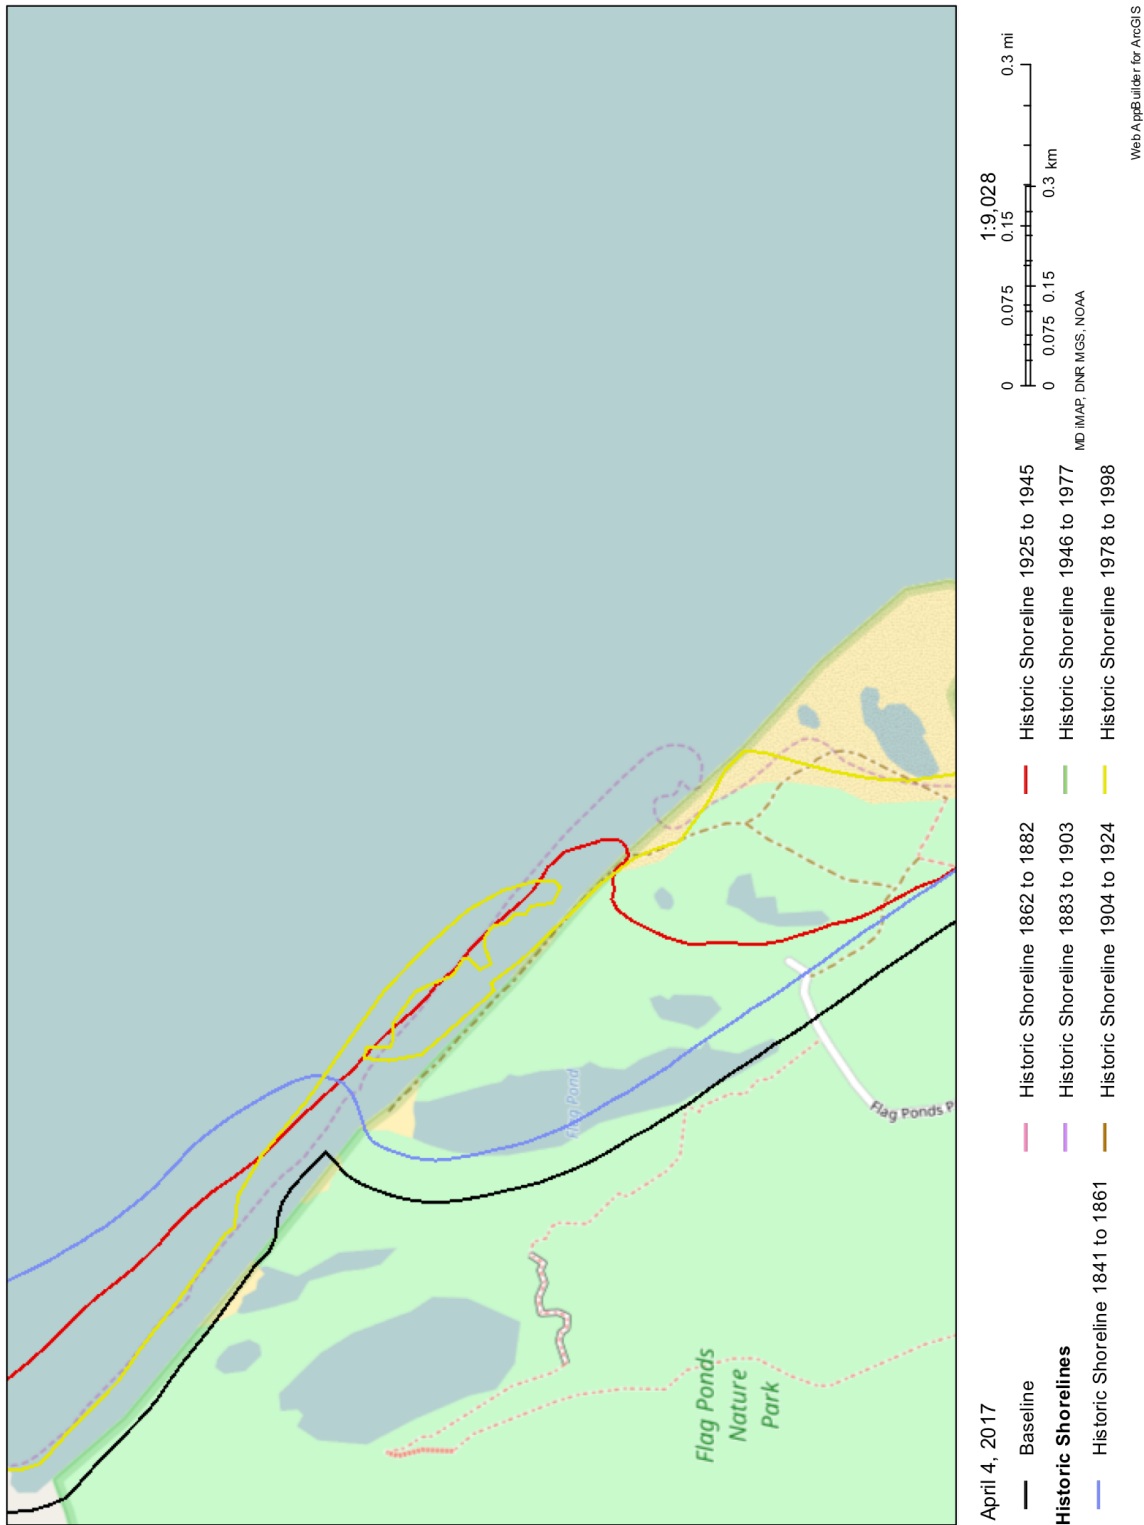 Flag Pond
Flag Ponds P
Flag Ponds
Nature
Park
April 4, 2017
Baseline
Historic Shorelines
Historic Shoreline 1841 to 1861
Historic Shoreline 1862 to 1882
Historic Shoreline 1883 to 1903
Historic Shoreline 1904 to 1924
Historic Shoreline 1925 to 1945
Historic Shoreline 1946 to 1977
Historic Shoreline 1978 to 1998
1:9,028
0 0.075 0.15 0.3 mi
0 0.075 0.15 0.3 km
MD iMAP, DNR MGS, NOAA
Web AppBuilder for ArcGIS